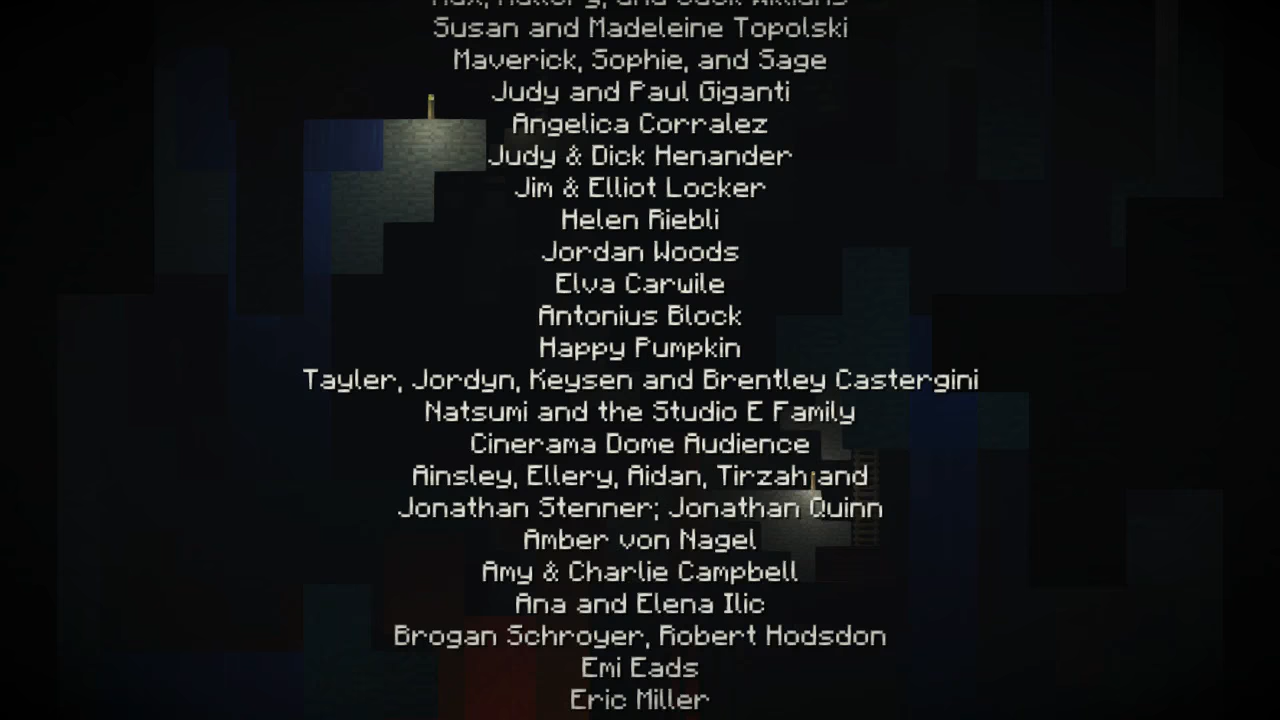 Susan and Madeleine Topolski
Maverick, Sophie, and Sage
Judy and Paul Giganti
Angelica Corralez
Judy & Dick Henander
Jim & Elliot Locker
Helen Riebli
Jordan Woods
Elva Carwile
Antonius Block
Happy Pumpkin
Tayler, Jordyn, Keysen and Brentley Castergini
Natsumi and the Studio E Family
Cinerama Dome Audience
Ainsley, Ellery, Aidan, Tirzah and
Jonathan Stenner; Jonathan Quinn
Amber von Nagel
Amy & Charlie Campbell
Ana and Elena Ilic
Brogan Schroyer, Robert Hodsdon
Emi Eads
Eric Miller